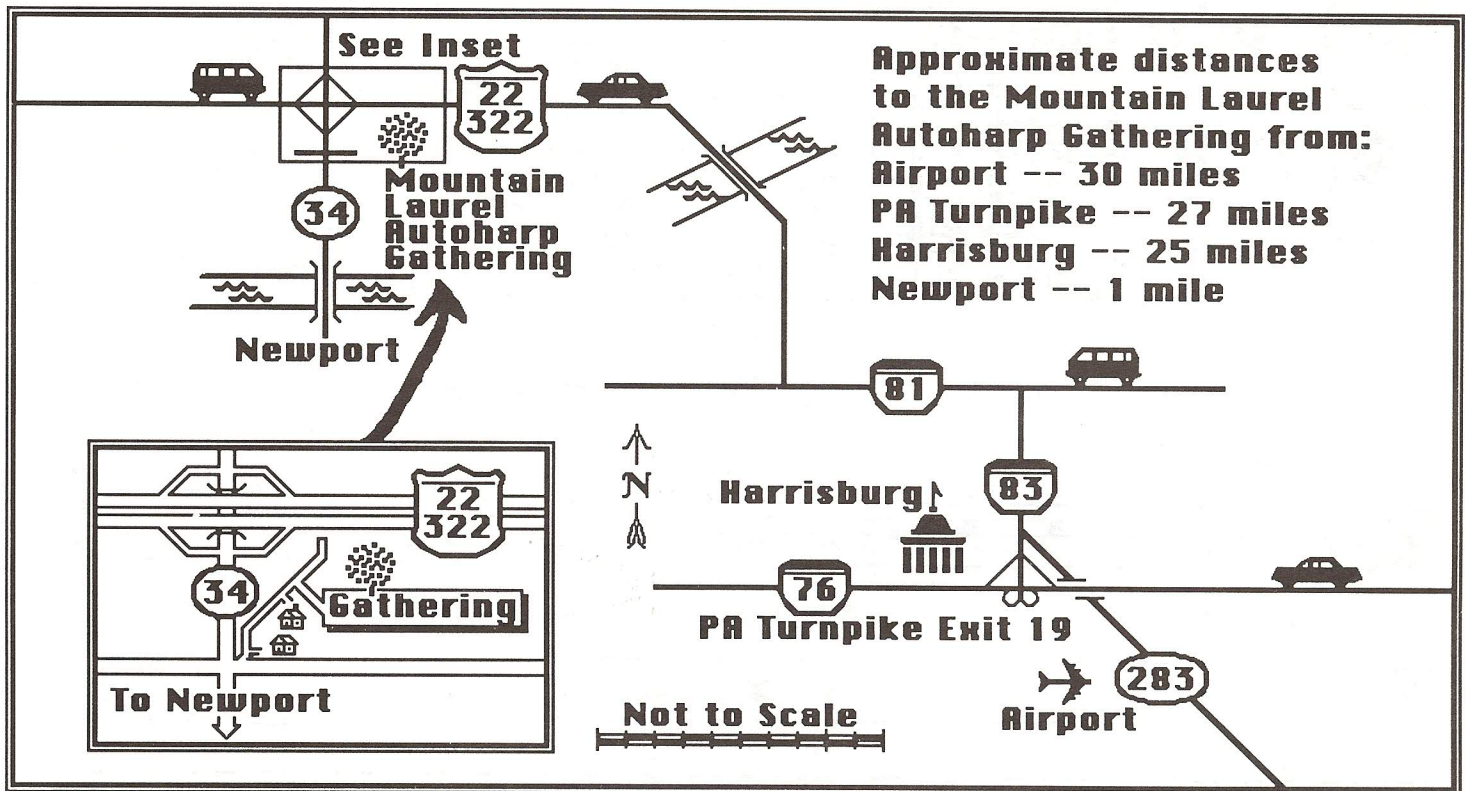 See Inset
22
322
Approximate distances
to the Mountain Laurel
Autoharp Gathering from:
Airport -- 30 miles
PA Turnpike -- 27 miles
Harrisburg -- 25 miles
Newport -- 1 mile
Mountain
Laurel
Autoharp
Gathering
34
Newport
81
N
Harrisburg
83
76
PA Turnpike Exit 19
283
Airport
Not to Scale
22
322
34
Gathering
To Newport